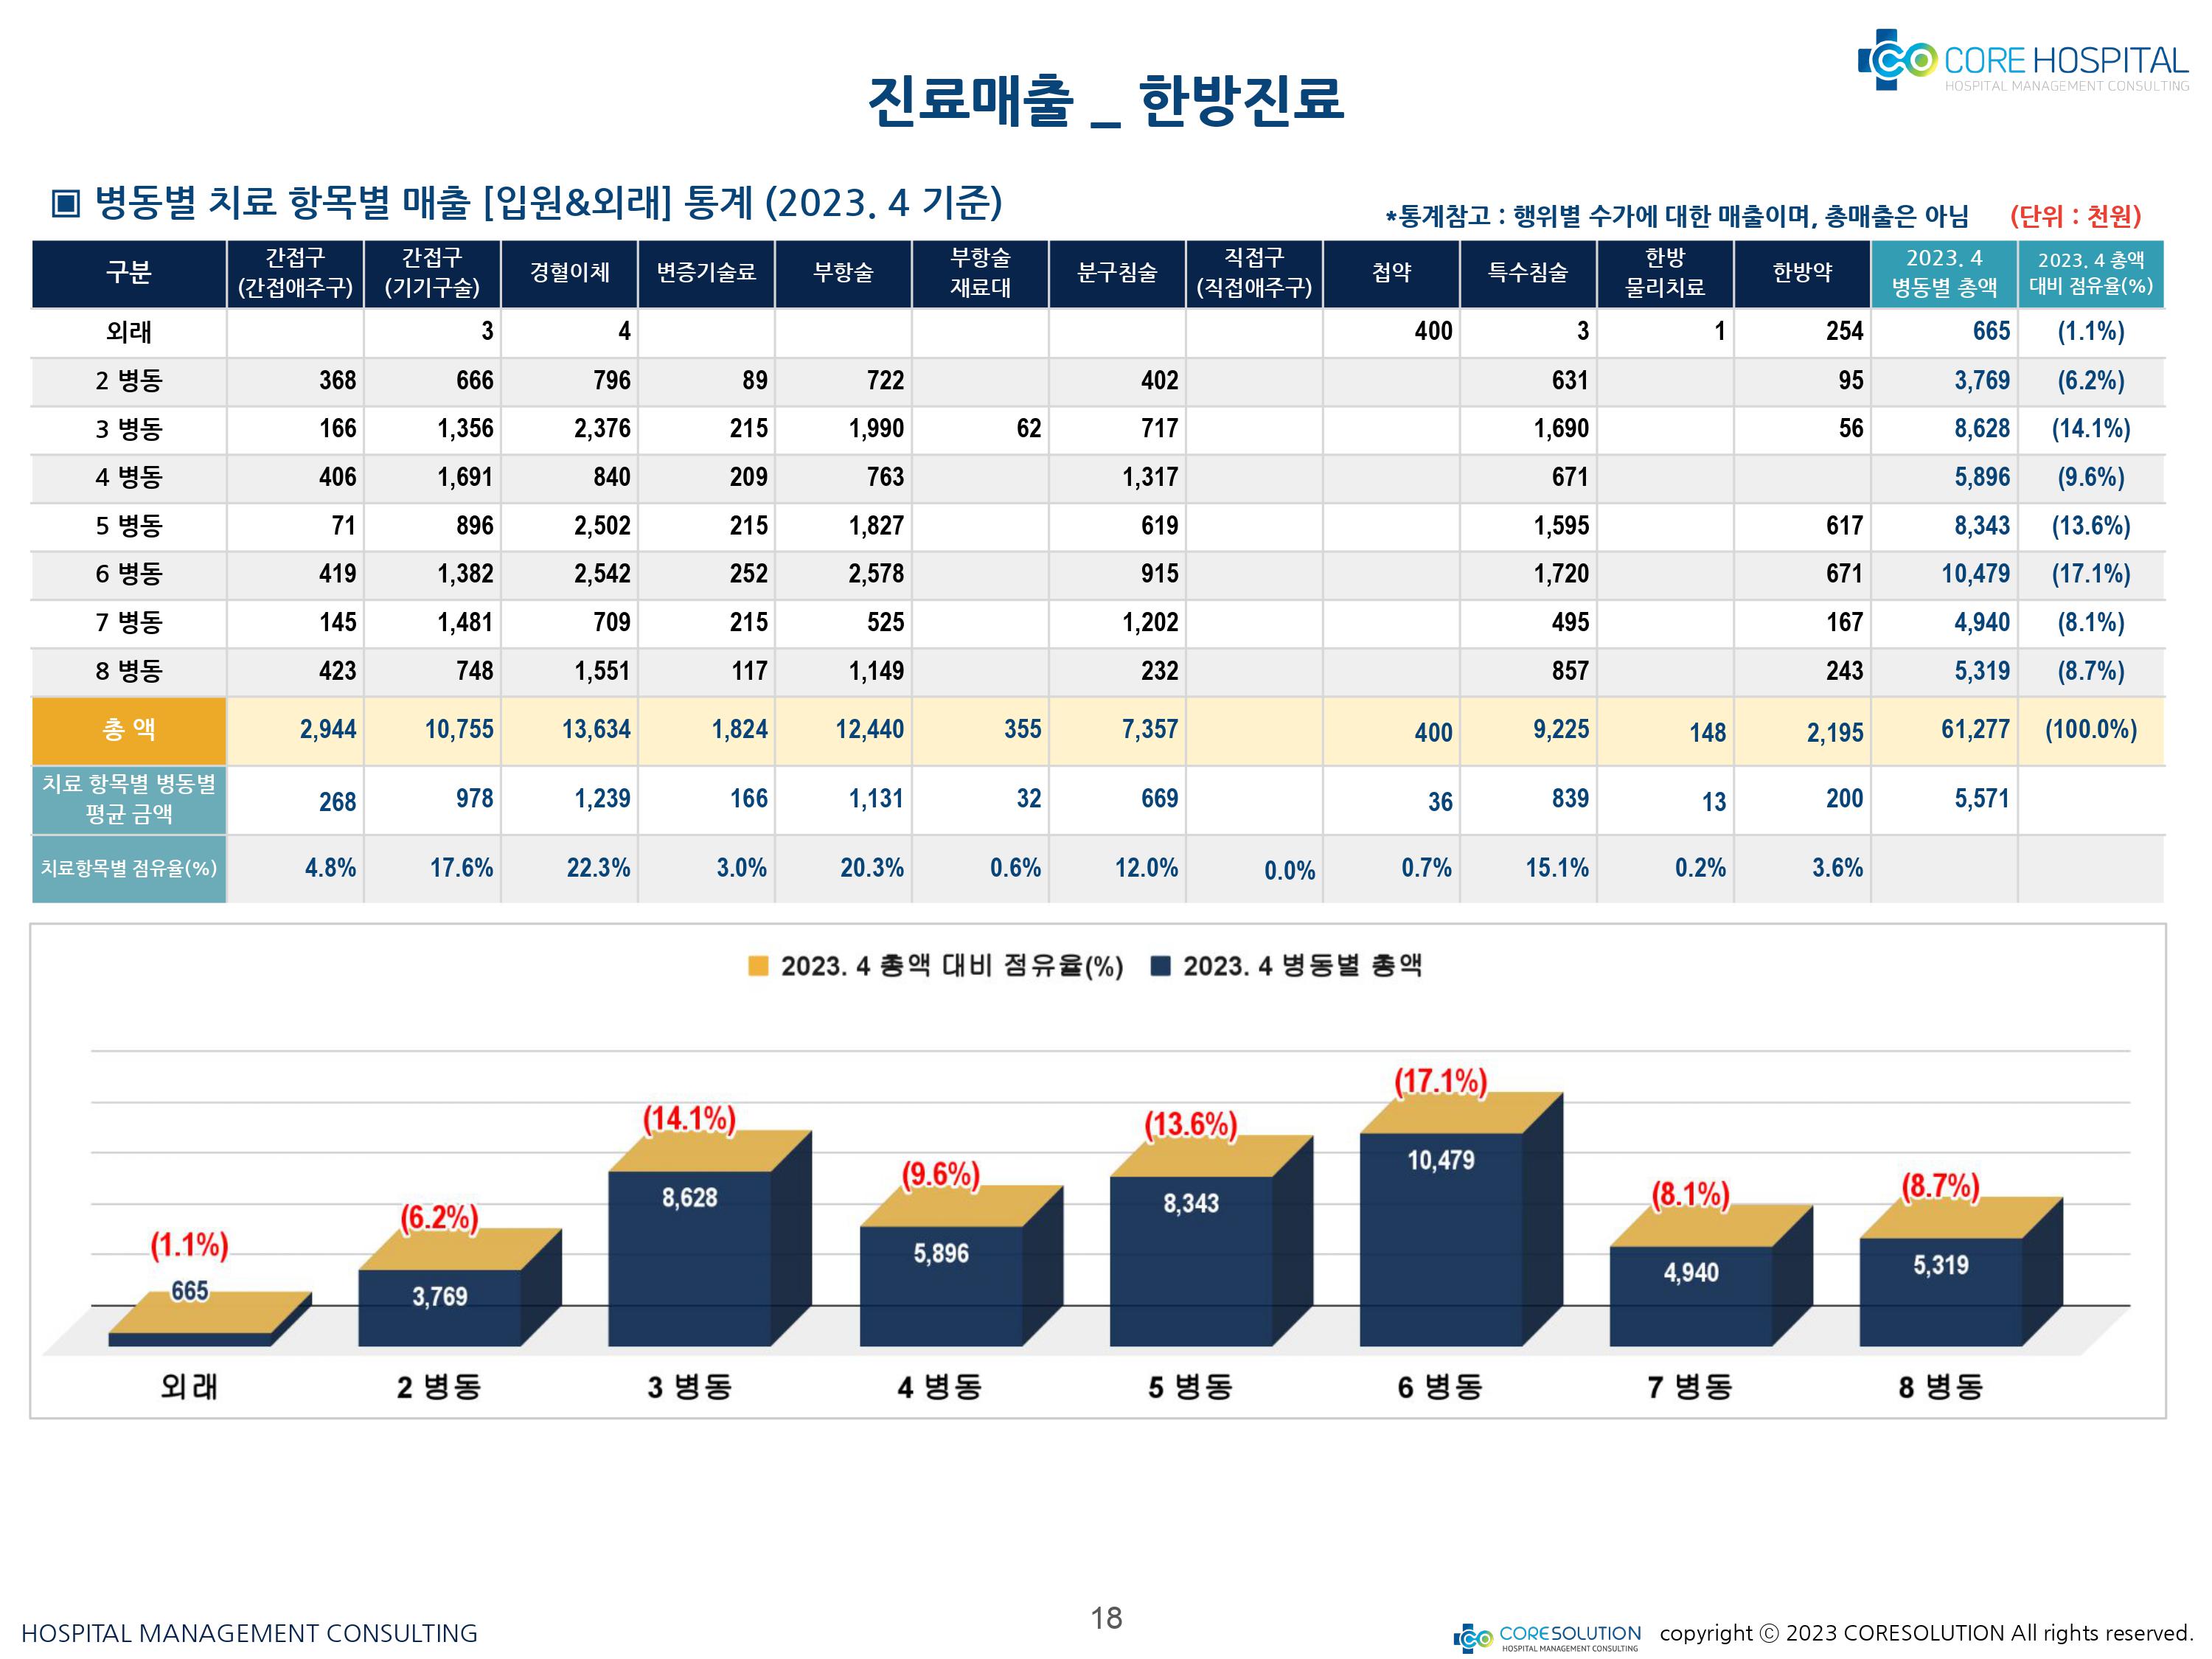 CORE HOSPITAL
HOSPITAL MANAGEMENT CONSULTING
진료매출 _ 한방진료
▣ 병동별 치료 항목별 매출 [입원&외래] 통계 (2023. 4 기준)
*통계참고 : 행위별 수가에 대한 매출이며, 총매출은 아님 (단위 : 천원)
구분 간접구 (간접애주구) 간접구 (기기구술) 경혈이체 변증기술료 부항술 부항술 재료대 분구침술 직접구 (직접애주구) 첩약 특수침술 한방 물리치료 한방약 2023. 4 병동별 총액 2023. 4 총액 대비 점유율(%)
외래 3 4 400 3 1 254 665 (1.1%)
2 병동 368 666 796 89 722 402 631 95 3,769 (6.2%)
3 병동 166 1,356 2,376 215 1,990 62 717 1,690 56 8,628 (14.1%)
4 병동 406 1,691 840 209 763 1,317 671 5,896 (9.6%)
5 병동 71 896 2,502 215 1,827 619 1,595 617 8,343 (13.6%)
6 병동 419 1,382 2,542 252 2,578 915 1,720 671 10,479 (17.1%)
7 병동 145 1,481 709 215 525 1,202 495 167 4,940 (8.1%)
8 병동 423 748 1,551 117 1,149 232 857 243 5,319 (8.7%)
총 액 2,944 10,755 13,634 1,824 12,440 355 7,357 400 9,225 148 2,195 61,277 (100.0%)
치료 항목별 병동별 평균 금액 268 978 1,239 166 1,131 32 669 36 839 13 200 5,571
치료항목별 점유율(%) 4.8% 17.6% 22.3% 3.0% 20.3% 0.6% 12.0% 0.0% 0.7% 15.1% 0.2% 3.6%
2023. 4 총액 대비 점유율(%) 2023. 4 병동별 총액
(1.1%) (6.2%) (14.1%) (9.6%) (13.6%) (17.1%) (8.1%) (8.7%)
665 3,769 8,628 5,896 8,343 10,479 4,940 5,319
외래 2 병동 3 병동 4 병동 5 병동 6 병동 7 병동 8 병동
18
HOSPITAL MANAGEMENT CONSULTING
CORESOLUTION
HOSPITAL MANAGEMENT CONSULTING
copyright ⓒ 2023 CORESOLUTION All rights reserved.